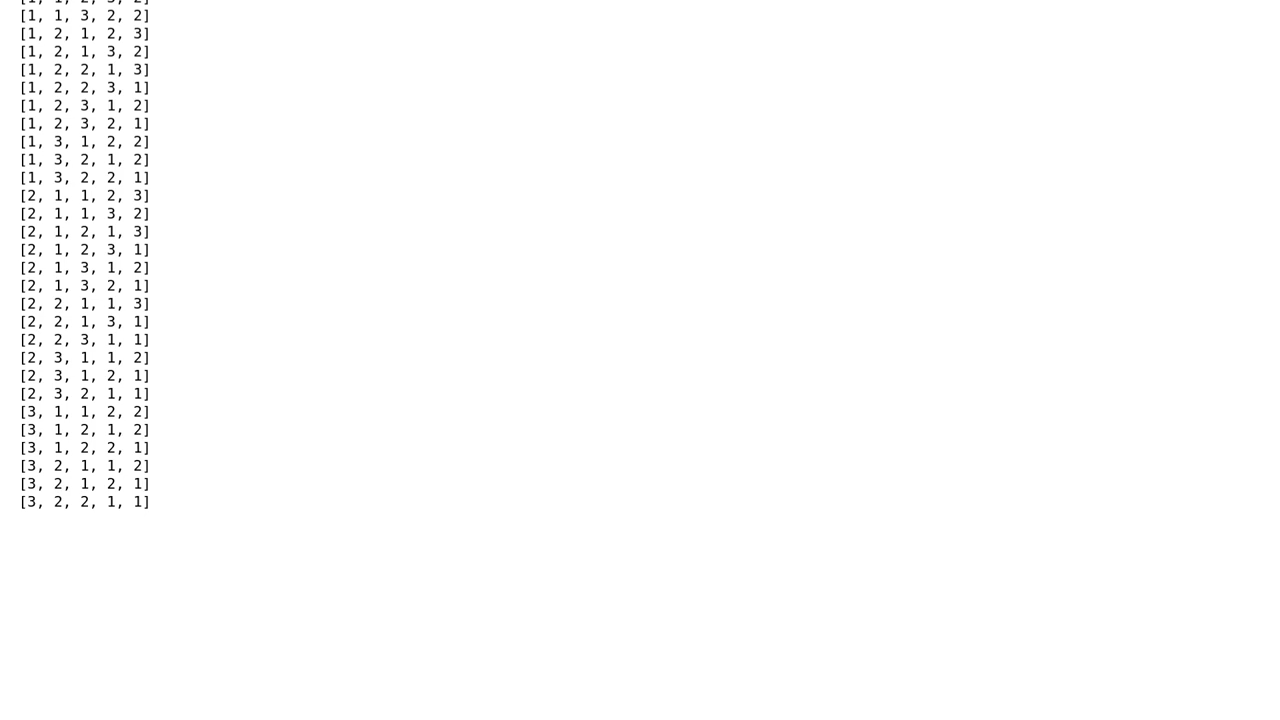 [1, 1, 2, 3, 2]
[1, 1, 3, 2, 2]
[1, 2, 1, 2, 3]
[1, 2, 1, 3, 2]
[1, 2, 2, 1, 3]
[1, 2, 2, 3, 1]
[1, 2, 3, 1, 2]
[1, 2, 3, 2, 1]
[1, 3, 1, 2, 2]
[1, 3, 2, 1, 2]
[1, 3, 2, 2, 1]
[2, 1, 1, 2, 3]
[2, 1, 1, 3, 2]
[2, 1, 2, 1, 3]
[2, 1, 2, 3, 1]
[2, 1, 3, 1, 2]
[2, 1, 3, 2, 1]
[2, 2, 1, 1, 3]
[2, 2, 1, 3, 1]
[2, 2, 3, 1, 1]
[2, 3, 1, 1, 2]
[2, 3, 1, 2, 1]
[2, 3, 2, 1, 1]
[3, 1, 1, 2, 2]
[3, 1, 2, 1, 2]
[3, 1, 2, 2, 1]
[3, 2, 1, 1, 2]
[3, 2, 1, 2, 1]
[3, 2, 2, 1, 1]